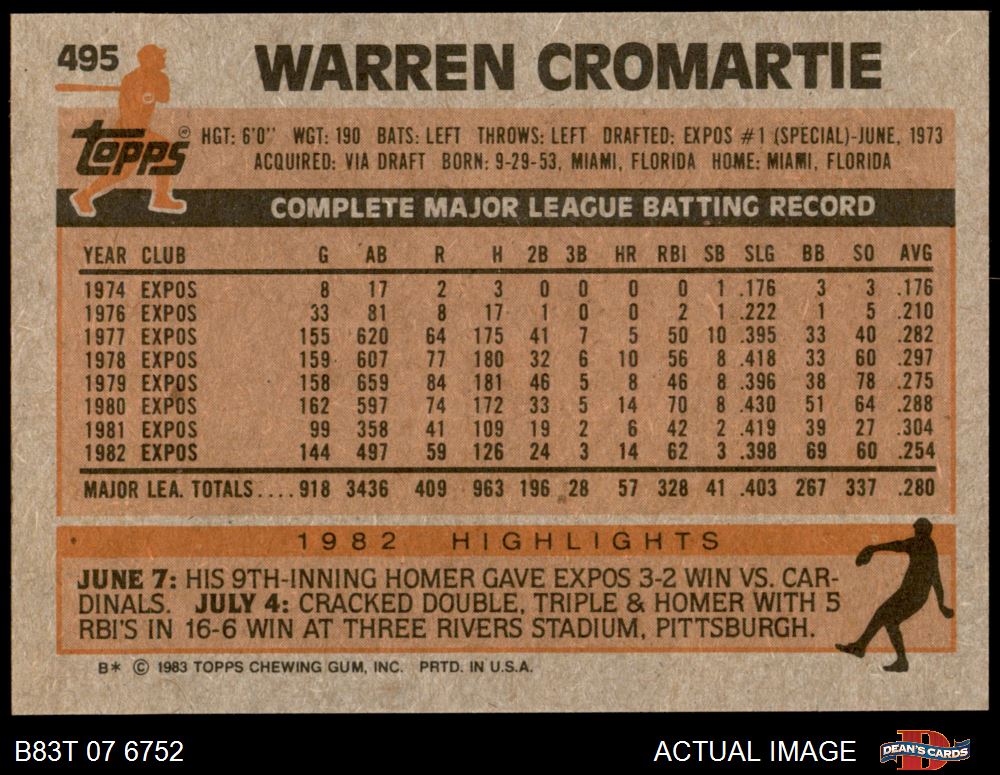 495 WARREN CROMARTIE
topps®
HGT: 6'0" WGT: 190 BATS: LEFT THROWS: LEFT DRAFTED: EXPOS #1 (SPECIAL)-JUNE, 1973
ACQUIRED: VIA DRAFT BORN: 9-29-53, MIAMI, FLORIDA HOME: MIAMI, FLORIDA
COMPLETE MAJOR LEAGUE BATTING RECORD
YEAR CLUB G AB R H 2B 3B HR RBI SB SLG BB SO AVG
1974 EXPOS 8 17 2 3 0 0 0 0 1 .176 3 3 .176
1976 EXPOS 33 81 8 17 1 0 0 2 1 .222 1 5 .210
1977 EXPOS 155 620 64 175 41 7 5 50 10 .395 33 40 .282
1978 EXPOS 159 607 77 180 32 6 10 56 8 .418 33 60 .297
1979 EXPOS 158 659 84 181 46 5 8 46 8 .396 38 78 .275
1980 EXPOS 162 597 74 172 33 5 14 70 8 .430 51 64 .288
1981 EXPOS 99 358 41 109 19 2 6 42 2 .419 39 27 .304
1982 EXPOS 144 497 59 126 24 3 14 62 3 .398 69 60 .254
MAJOR LEA. TOTALS.... 918 3436 409 963 196 28 57 328 41 .403 267 337 .280
1982 HIGHLIGHTS
JUNE 7: HIS 9TH-INNING HOMER GAVE EXPOS 3-2 WIN VS. CAR-
DINALS. JULY 4: CRACKED DOUBLE, TRIPLE & HOMER WITH 5
RBI'S IN 16-6 WIN AT THREE RIVERS STADIUM, PITTSBURGH.
B* © 1983 TOPPS CHEWING GUM, INC. PRTD. IN U.S.A.
B83T 07 6752 ACTUAL IMAGE DEAN'S CARDS